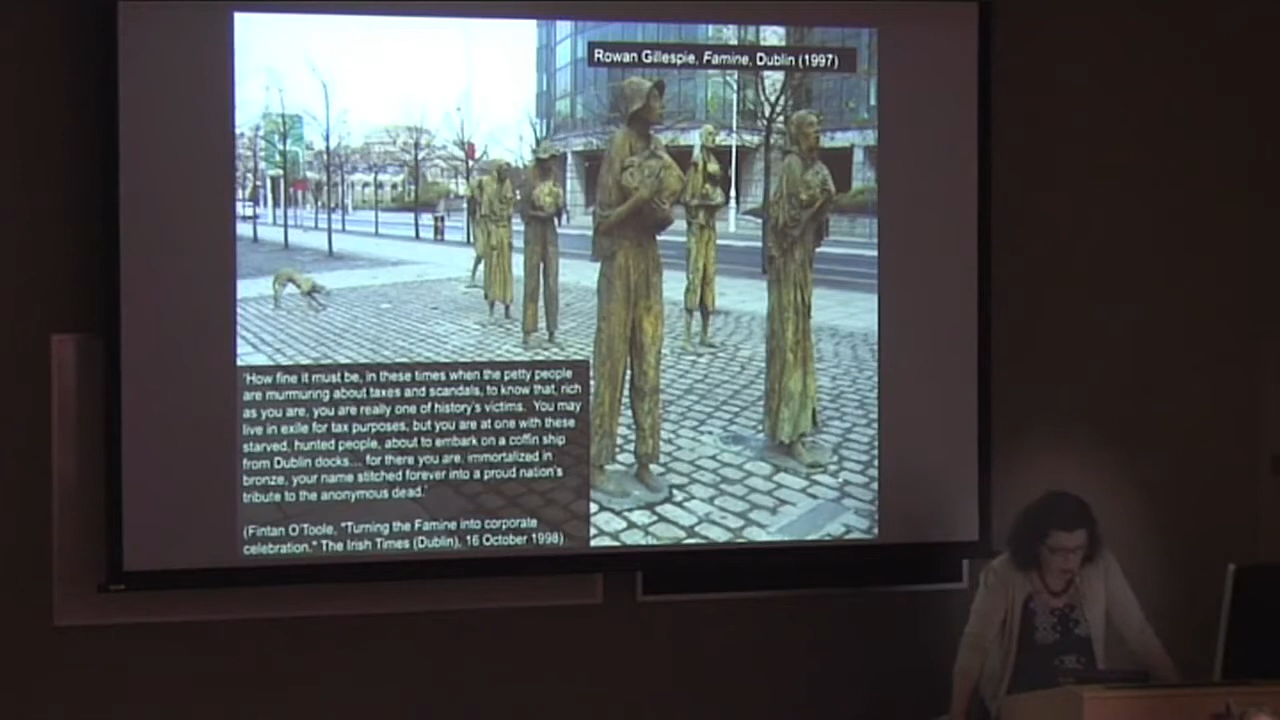 Rowan Gillespie, Famine, Dublin (1997)
'How fine it must be, in these times when the petty people
are murmuring about taxes and scandals, to know that, rich
as you are, you are really one of history's victims. You may
live in exile for tax purposes, but you are at one with these
starved, hunted people, about to embark on a coffin ship
from Dublin docks... for there you are, immortalized in
bronze, your name stitched forever into a proud nation's
tribute to the anonymous dead.'
(Fintan O'Toole, "Turning the Famine into corporate
celebration." The Irish Times (Dublin), 16 October 1998)